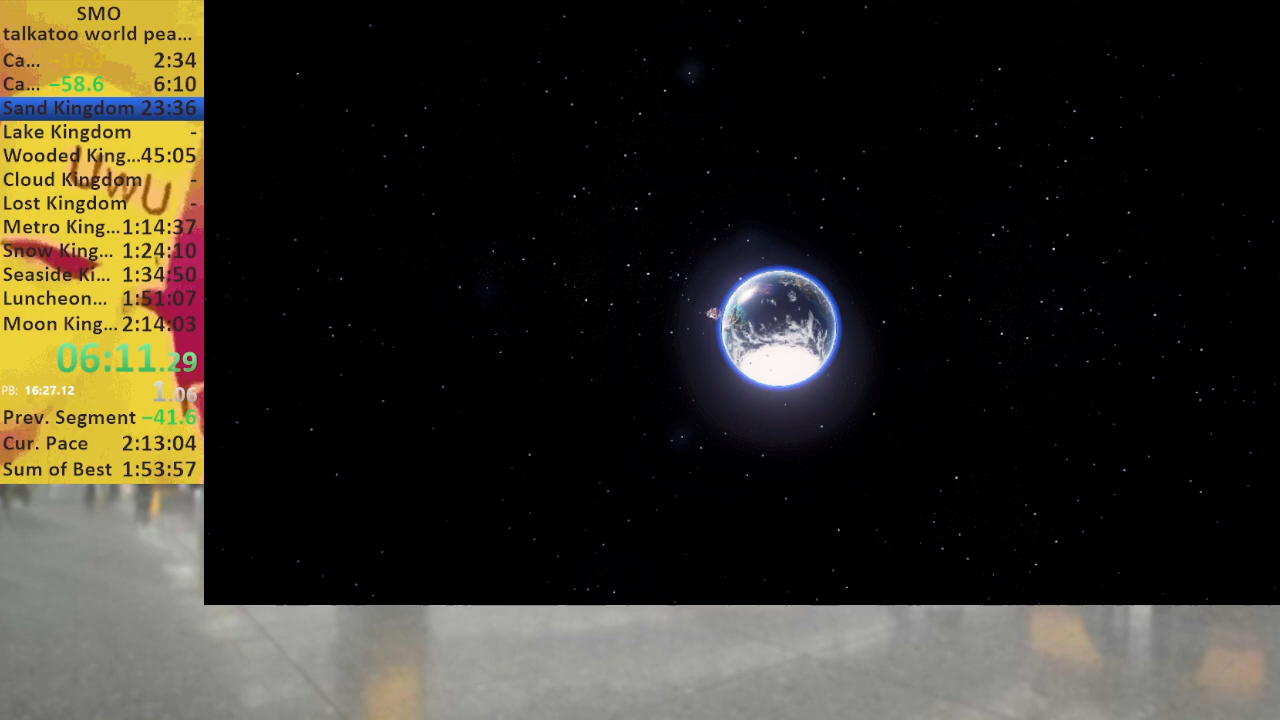 SMO
talkatoo world pea...
Ca... −16.9 2:34
Ca... −58.6 6:10
Sand Kingdom 23:36
Lake Kingdom -
Wooded King... 45:05
Cloud Kingdom -
Lost Kingdom -
UWU
Metro King... 1:14:37
Snow King... 1:24:10
Seaside Ki... 1:34:50
Luncheon... 1:51:07
Moon King... 2:14:03
06:11.29
PB: 16:27.12 1.06
Prev. Segment −41.6
Cur. Pace 2:13:04
Sum of Best 1:53:57